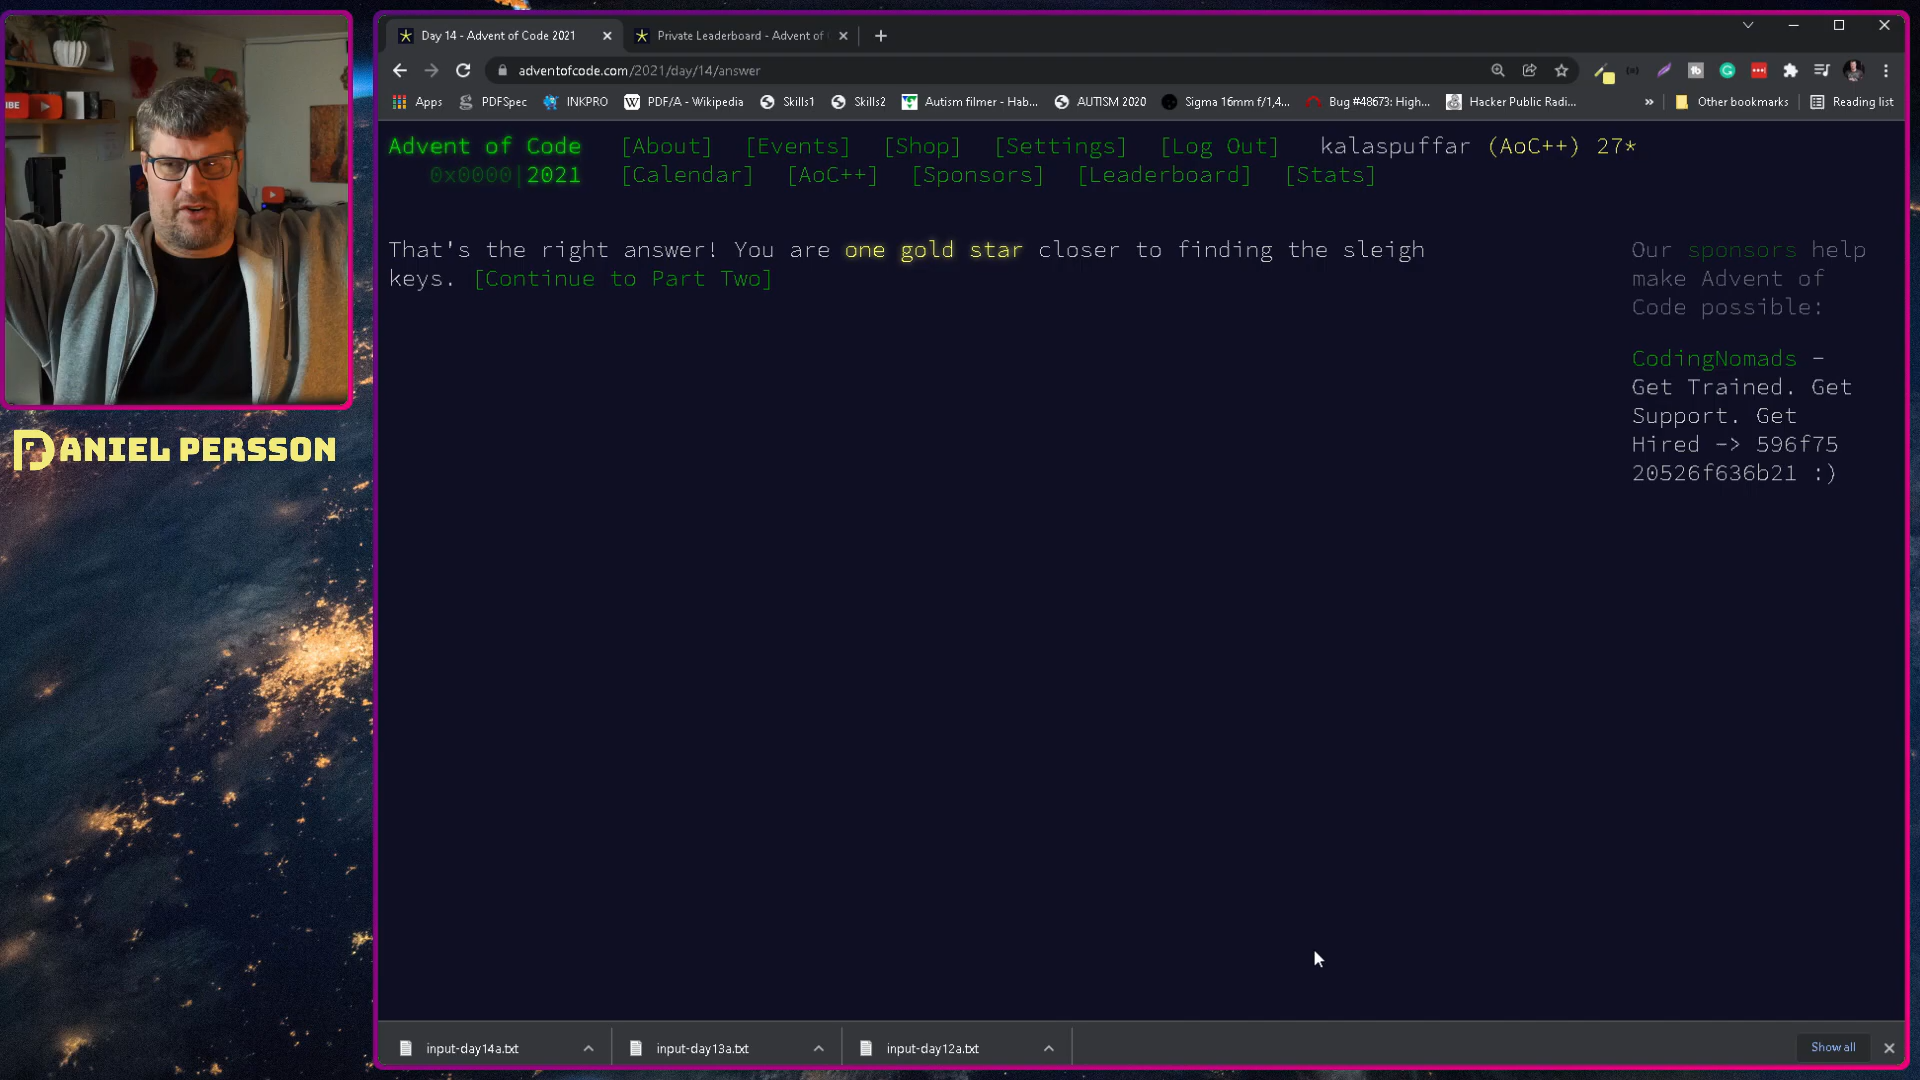 Day 14 - Advent of Code 2021
Private Leaderboard - Advent of
adventofcode.com/2021/day/14/answer
Apps
PDFSpec
INKPRO
PDF/A - Wikipedia
Skills1
Skills2
Autism filmer - Hab...
AUTISM 2020
Sigma 16mm f/1,4...
Bug #48673: High...
Hacker Public Radi...
»
Other bookmarks
Reading list
Advent of Code [About] [Events] [Shop] [Settings] [Log Out] kalaspuffar (AoC++) 27*
0x0000|2021 [Calendar] [AoC++] [Sponsors] [Leaderboard] [Stats]
That's the right answer! You are one gold star closer to finding the sleigh
keys. [Continue to Part Two]
Our sponsors help
make Advent of
Code possible:
CodingNomads -
Get Trained. Get
Support. Get
Hired -> 596f75
20526f636b21 :)
DANIEL PERSSON
input-day14a.txt
input-day13a.txt
input-day12a.txt
Show all